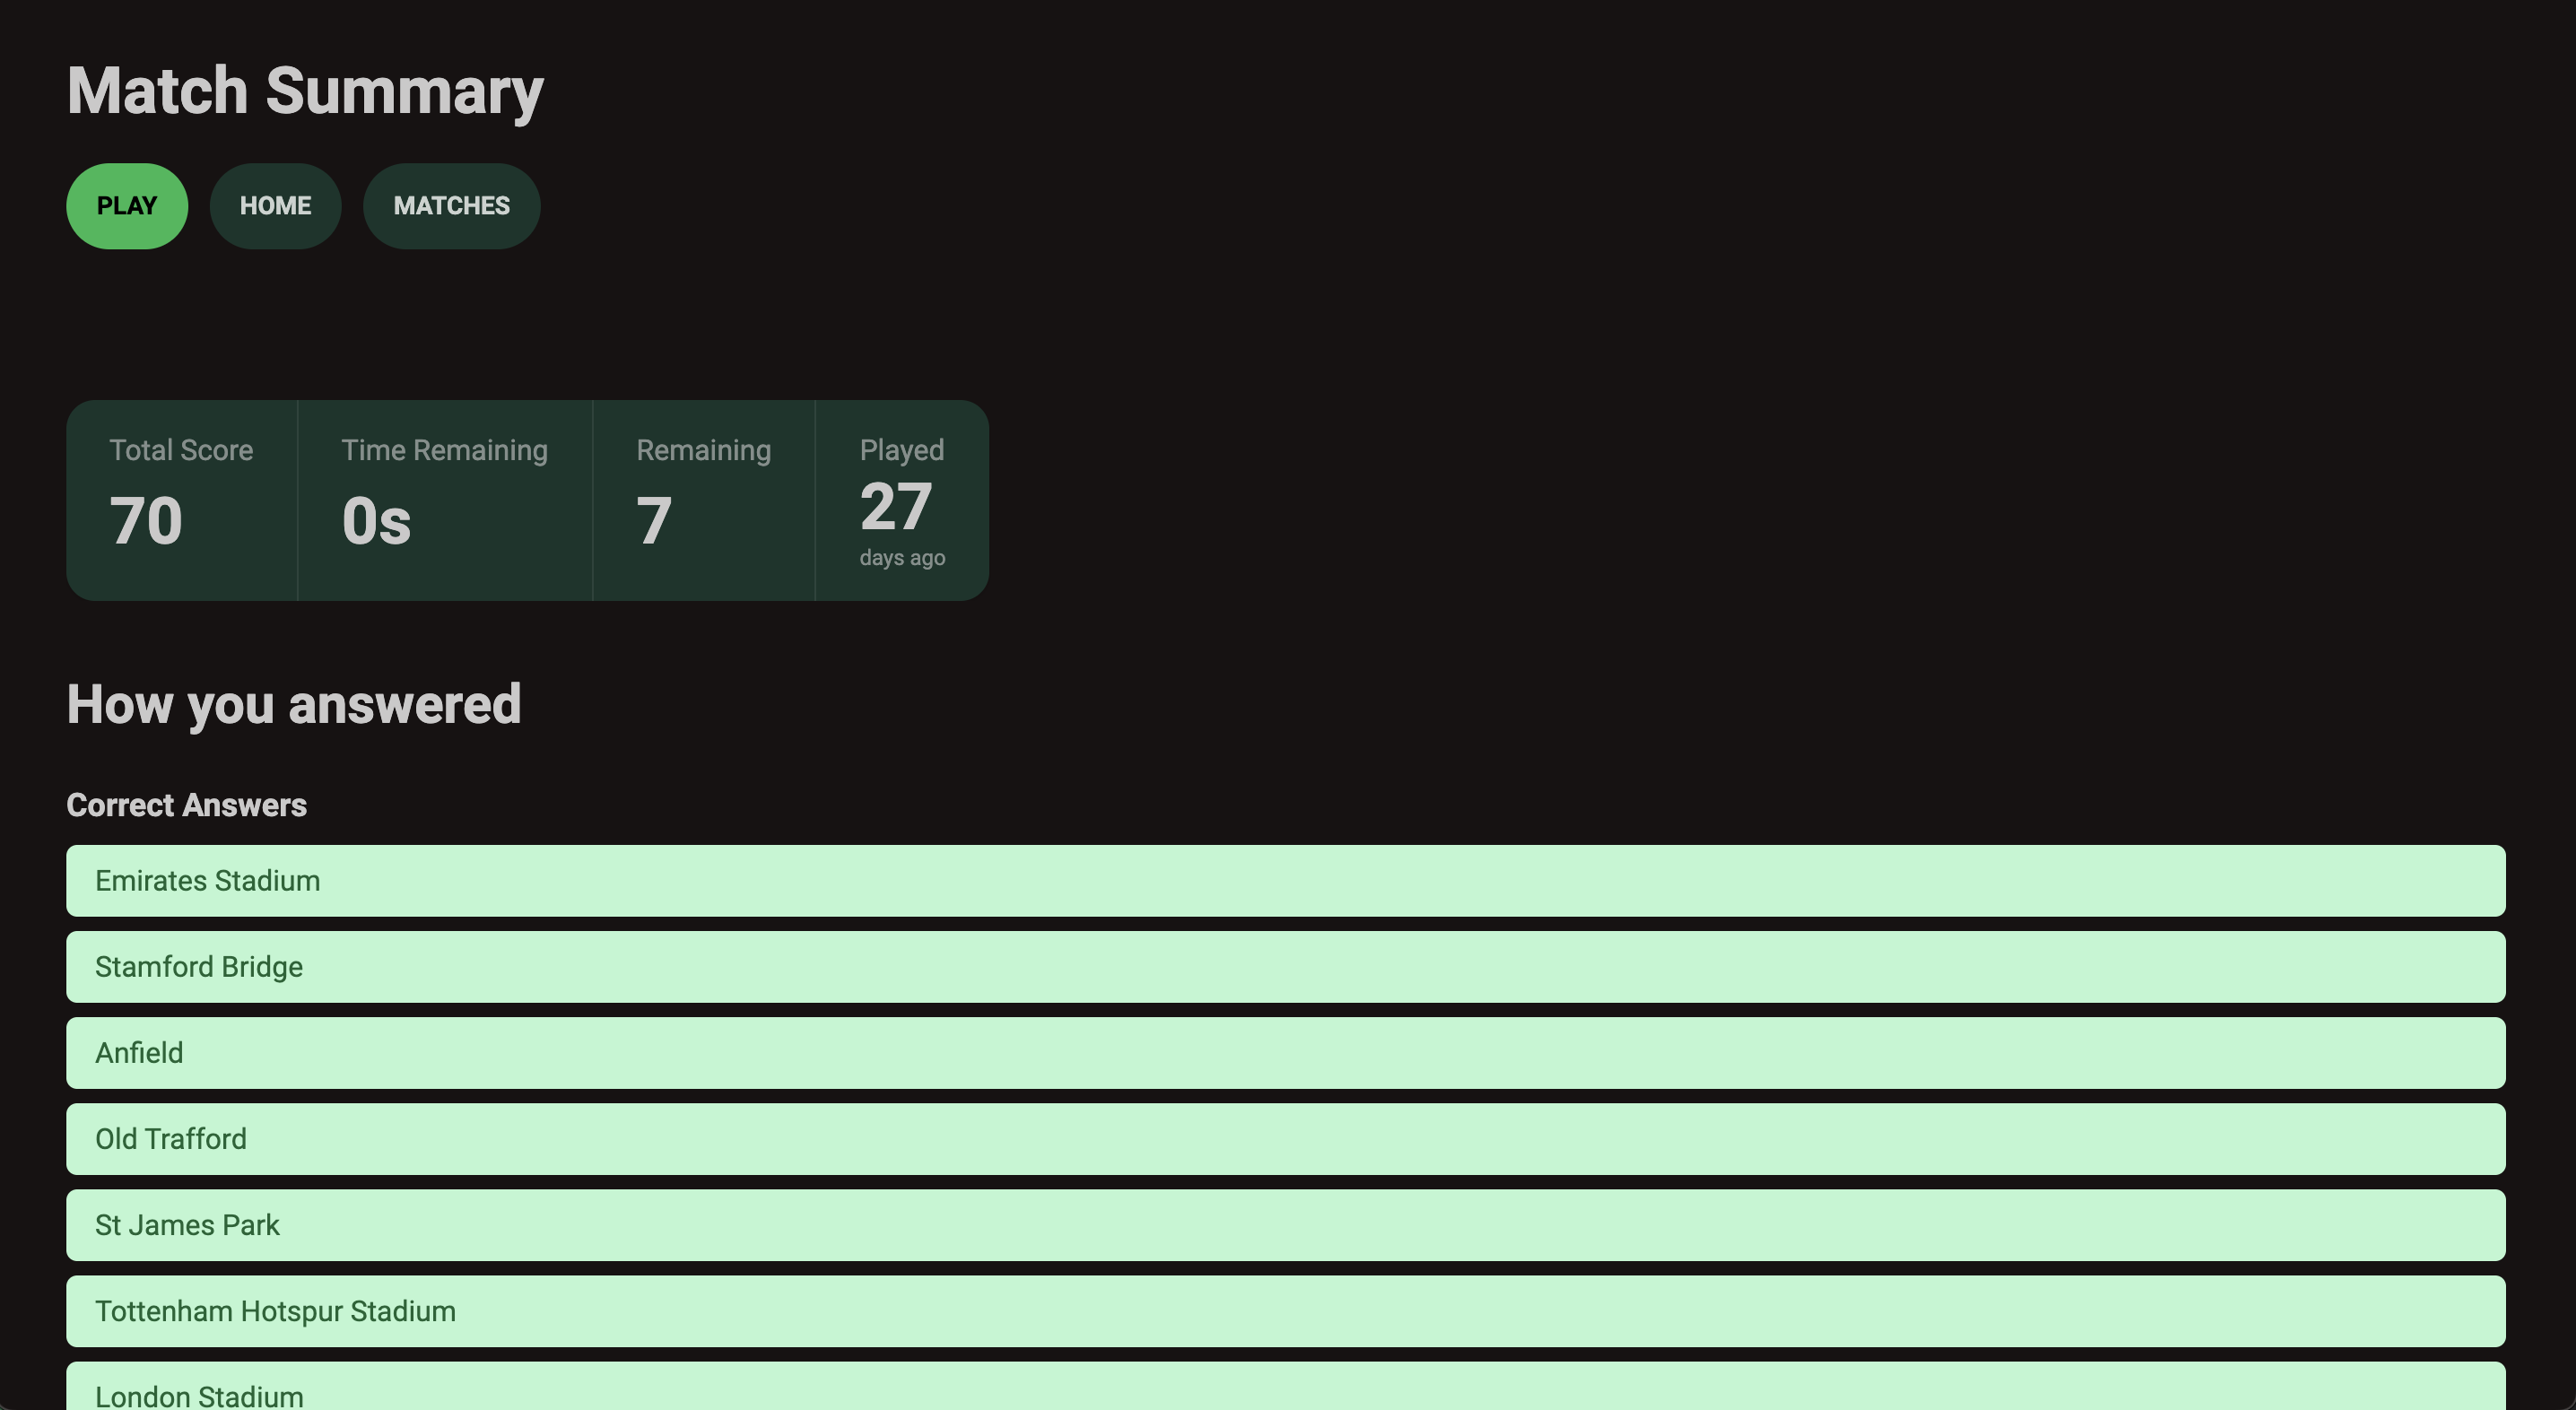 Match Summary
PLAY HOME MATCHES
Total Score Time Remaining Remaining Played
70 0s 7 27
days ago
How you answered
Correct Answers
Emirates Stadium
Stamford Bridge
Anfield
Old Trafford
St James Park
Tottenham Hotspur Stadium
London Stadium